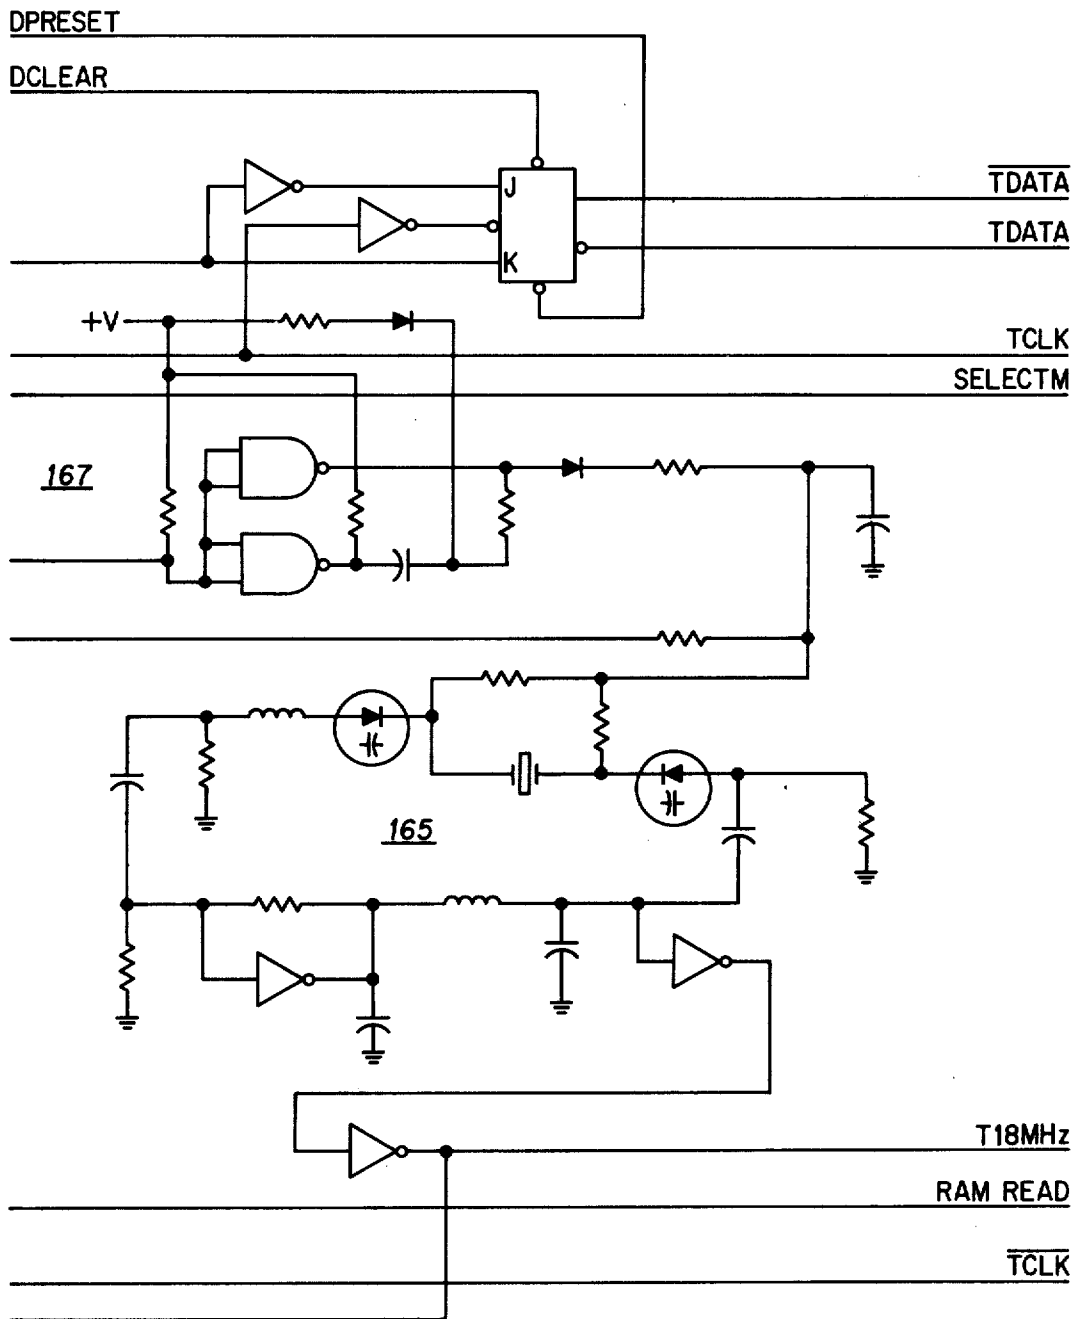 DPRESET
DCLEAR
J
K
TDATA
TDATA
+V
TCLK
SELECTM
167
165
T18MHz
RAM READ
TCLK